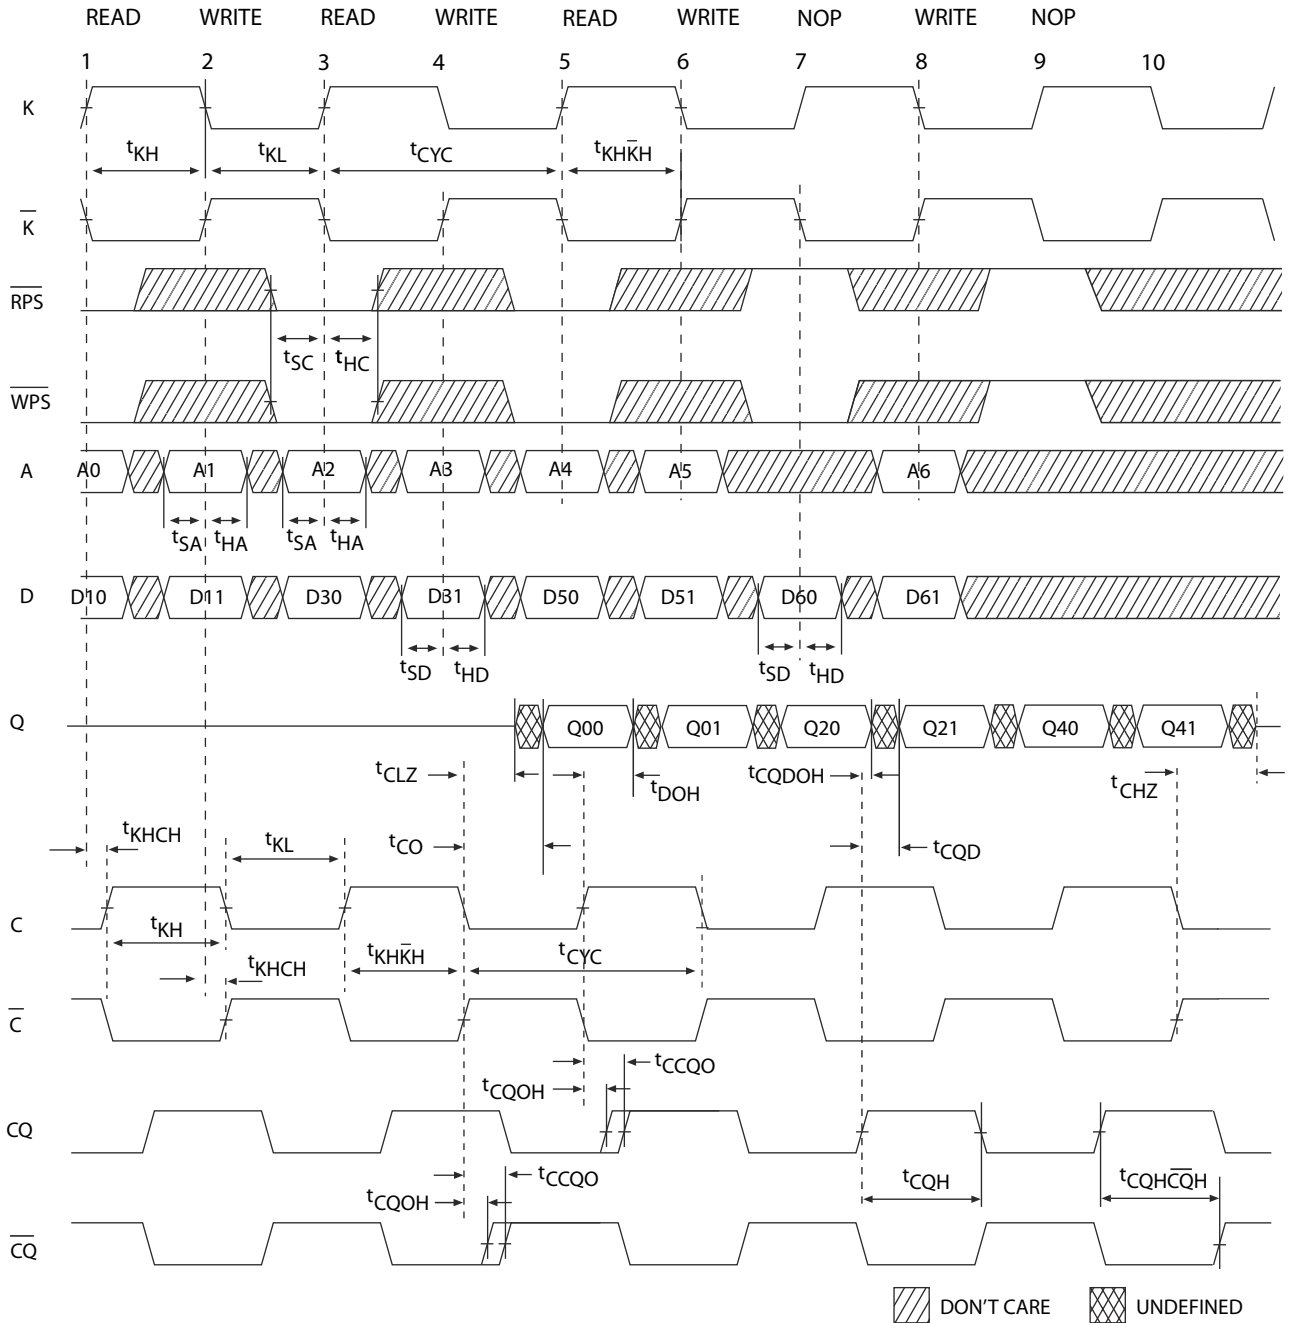 READ WRITE READ WRITE READ WRITE NOP WRITE NOP
1 2 3 4 5 6 7 8 9 10
K
tKH tKL tCYC tKHK̅H
K̅
R̅P̅S̅
tSC tHC
W̅P̅S̅
A A0 A1 A2 A3 A4 A5 A6
tSA tHA tSA tHA
D D10 D11 D30 D31 D50 D51 D60 D61
tSD tHD tSD tHD
Q Q00 Q01 Q20 Q21 Q40 Q41
tCLZ tDOH tCQDOH tCHZ
tKHCH tKL tCO tCQD
C
tKH tKHK̅H tCYC
tKHCH
C̅
tCCQO
tCQOH
CQ
tCCQO tCQH tCQHC̅Q̅H
tCQOH
C̅Q̅
DON'T CARE UNDEFINED